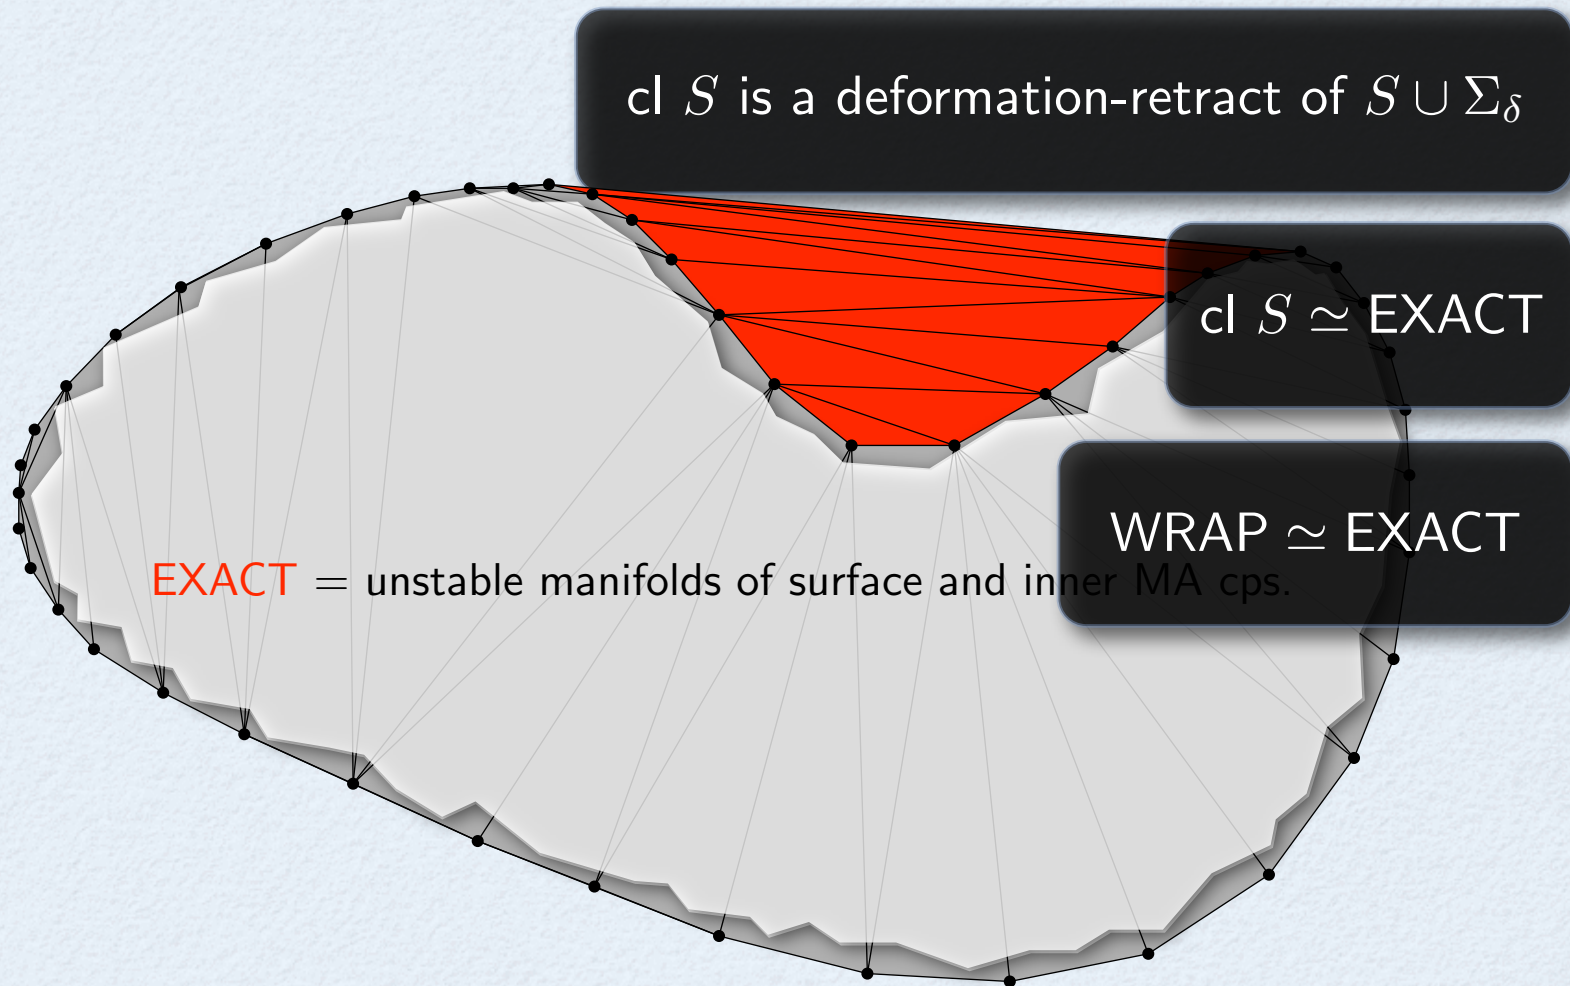 cl S is a deformation-retract of S ∪ Σ_δ
cl S ≃ EXACT
WRAP ≃ EXACT
EXACT = unstable manifolds of surface and inner MA cps.